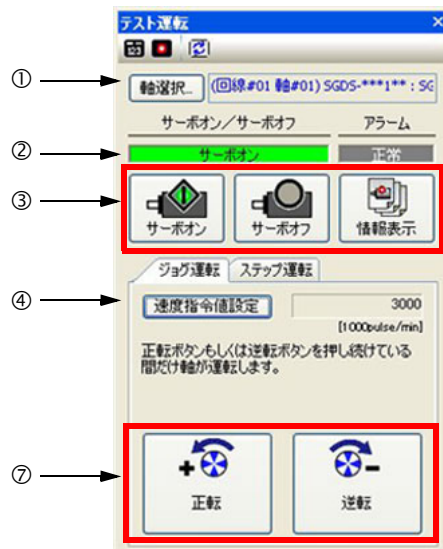 テスト運転
① 軸選択... (回線#01 軸#01) SGDS-***1** : SG
サーボオン/サーボオフ アラーム
② サーボオン 正常
③ サーボオン サーボオフ 情報表示
ジョグ運転 ステップ運転
④ 速度指令値設定 3000
[1000pulse/min]
正転ボタンもしくは逆転ボタンを押し続けている
間だけ軸が運転します。
⑦ + -
正転 逆転